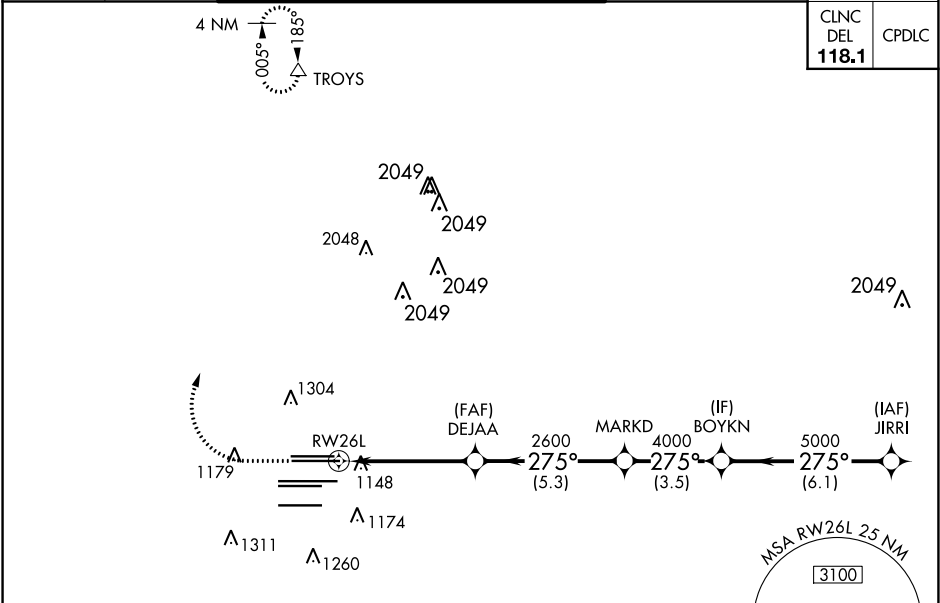 4 NM
185°
005°
TROYS
CLNC
DEL
118.1
CPDLC
2049
2049
2048
2049
2049
2049
1304
RW26L
1179
1148
1174
1311
1260
(FAF)
DEJAA
2600
275°
(5.3)
MARKD
4000
275°
(3.5)
(IF)
BOYKN
5000
275°
(6.1)
(IAF)
JIRRI
MSA RW26L 25 NM
3100